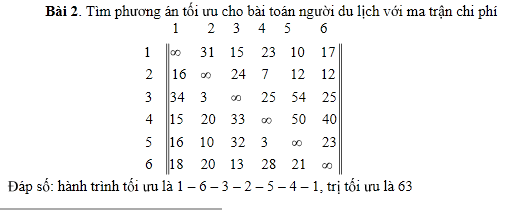 Bài 2. Tìm phương án tối ưu cho bài toán người du lịch với ma trận chi phí
1 2 3 4 5 6
1 ∞ 31 15 23 10 17
2 16 ∞ 24 7 12 12
3 34 3 ∞ 25 54 25
4 15 20 33 ∞ 50 40
5 16 10 32 3 ∞ 23
6 18 20 13 28 21 ∞
Đáp số: hành trình tối ưu là 1 – 6 – 3 – 2 – 5 – 4 – 1, trị tối ưu là 63